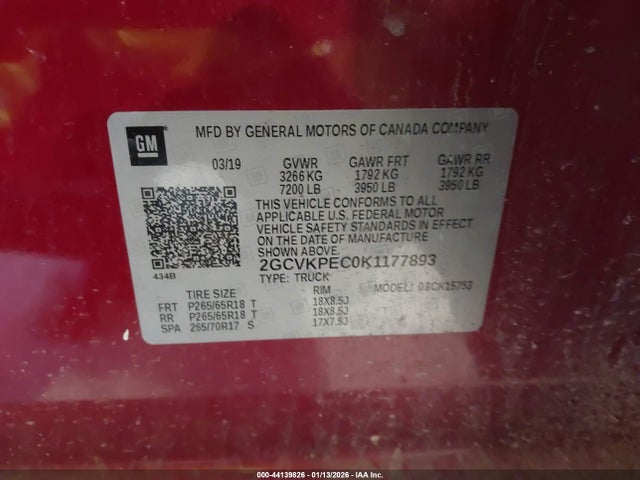 GM
MFD BY GENERAL MOTORS OF CANADA COMPANY
03/19 GVWR GAWR FRT GAWR RR
3266 KG 1792 KG 1792 KG
7200 LB 3950 LB 3950 LB
THIS VEHICLE CONFORMS TO ALL
APPLICABLE U.S. FEDERAL MOTOR
VEHICLE SAFETY STANDARDS IN
EFFECT ON THE DATE OF MANUFACTURE
SHOWN ABOVE.
434B 2GCVKPEC0K1177893
TYPE: TRUCK MODEL: 03CK15753
TIRE SIZE RIM
FRT P265/65R18 T 18X8.5J
RR P265/65R18 T 18X8.5J
SPA 265/70R17 S 17X7.5J
000-44139826 - 01/13/2026 - IAA Inc.